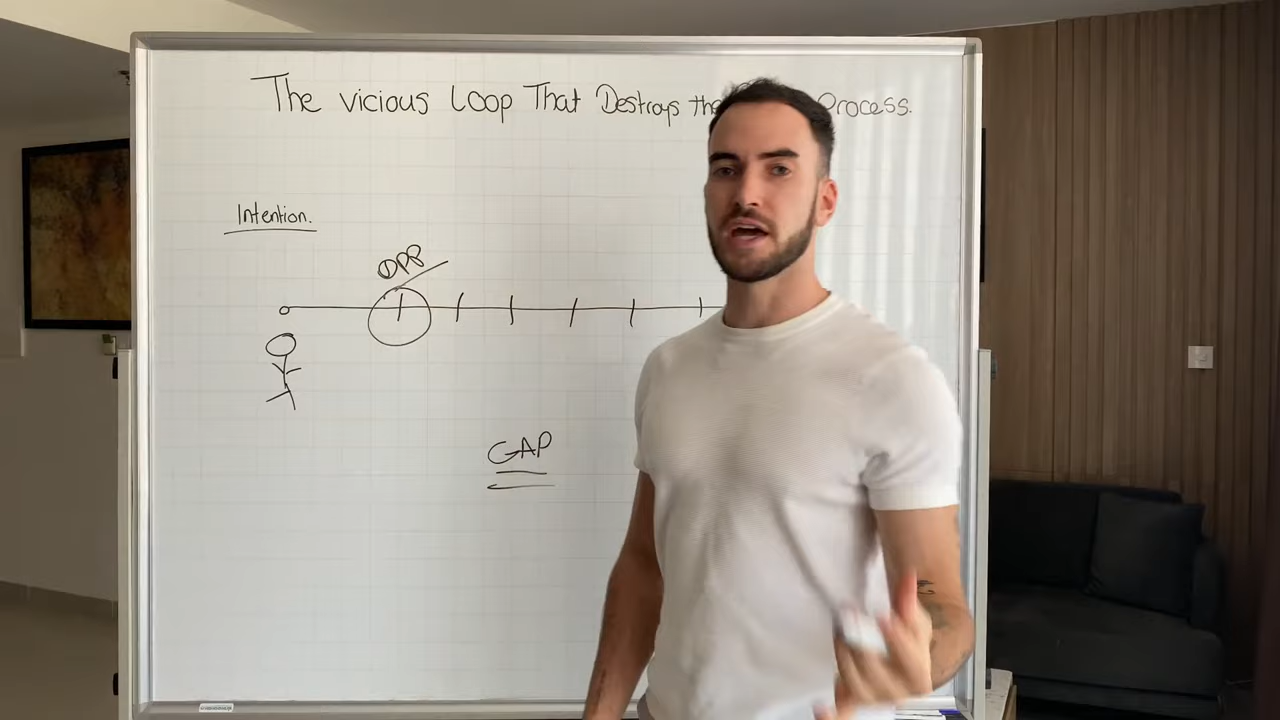 The vicious Loop That Destroys the Process.
Intention.
OPP
GAP